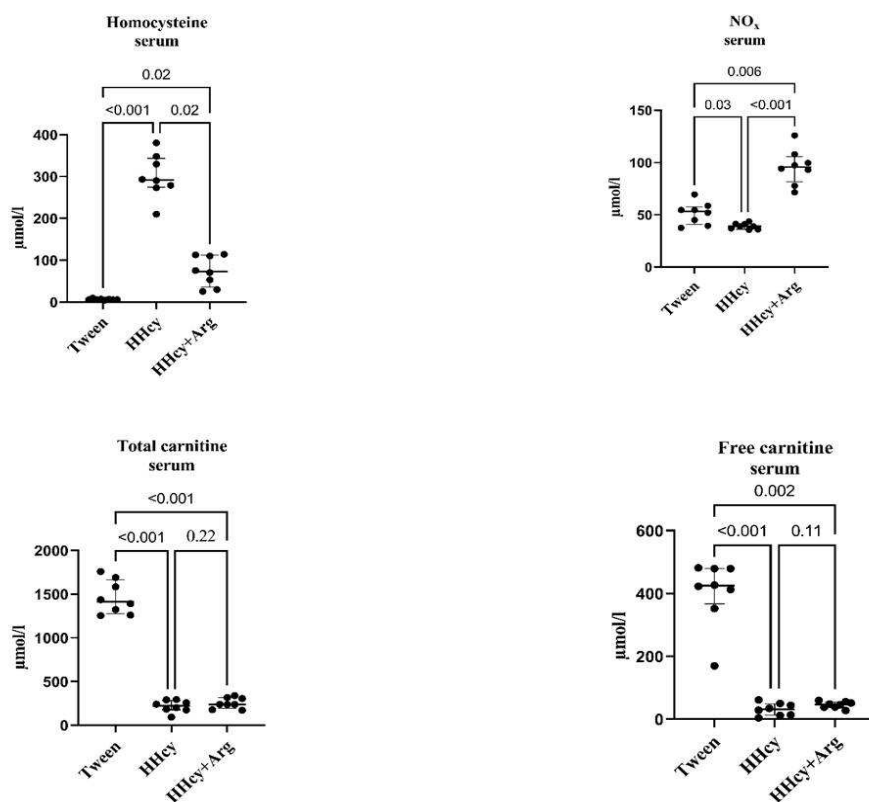 Homocysteine
serum
0.02
<0.001
0.02
400
300
200
100
0
µmol/l
Tween
HHcy
HHcy+Arg
NOx
serum
0.006
0.03
<0.001
150
100
50
0
µmol/l
Tween
HHcy
HHcy+Arg
Total carnitine
serum
<0.001
<0.001
0.22
2000
1500
1000
500
0
µmol/l
Tween
HHcy
HHcy+Arg
Free carnitine
serum
0.002
<0.001
0.11
600
400
200
0
µmol/l
Tween
HHcy
HHcy+Arg